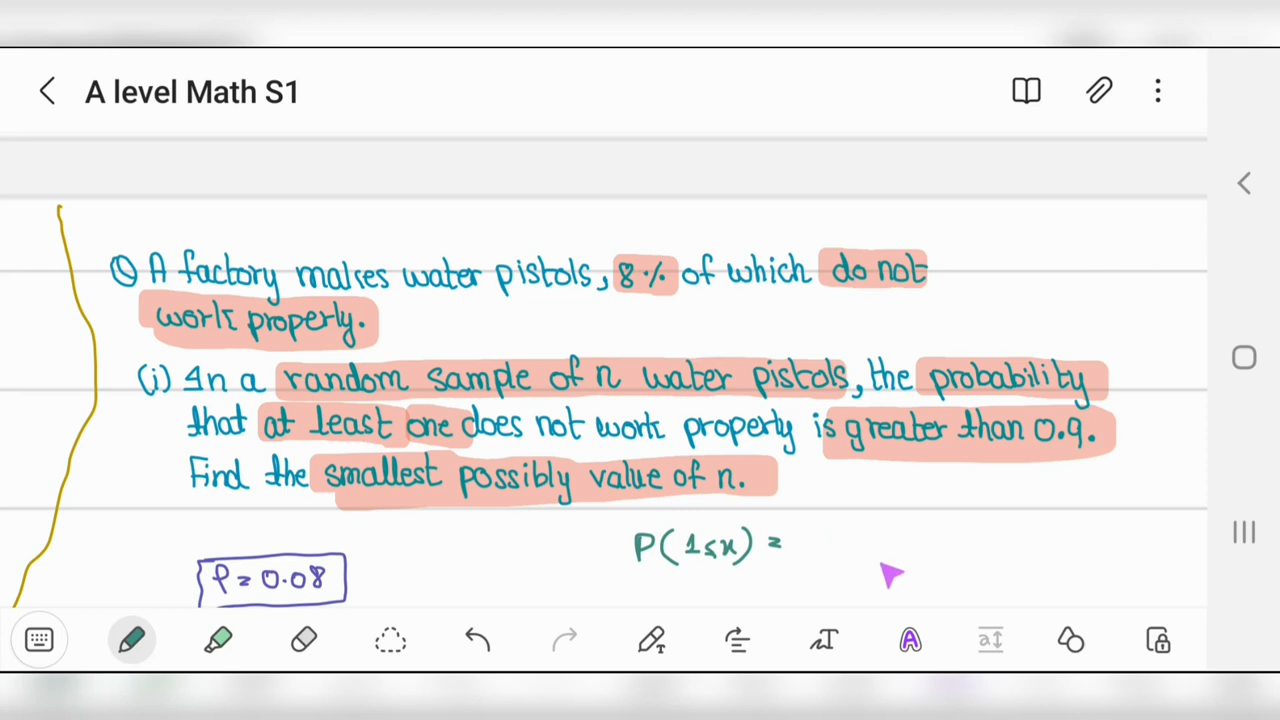 A level Math S1
Q A factory makes water pistols, 8% of which do not
work properly.
(i) In a random sample of n water pistols, the probability
that at least one does not work property is greater than 0.9.
Find the smallest possibly value of n.
P(1≤x) =
P = 0.08